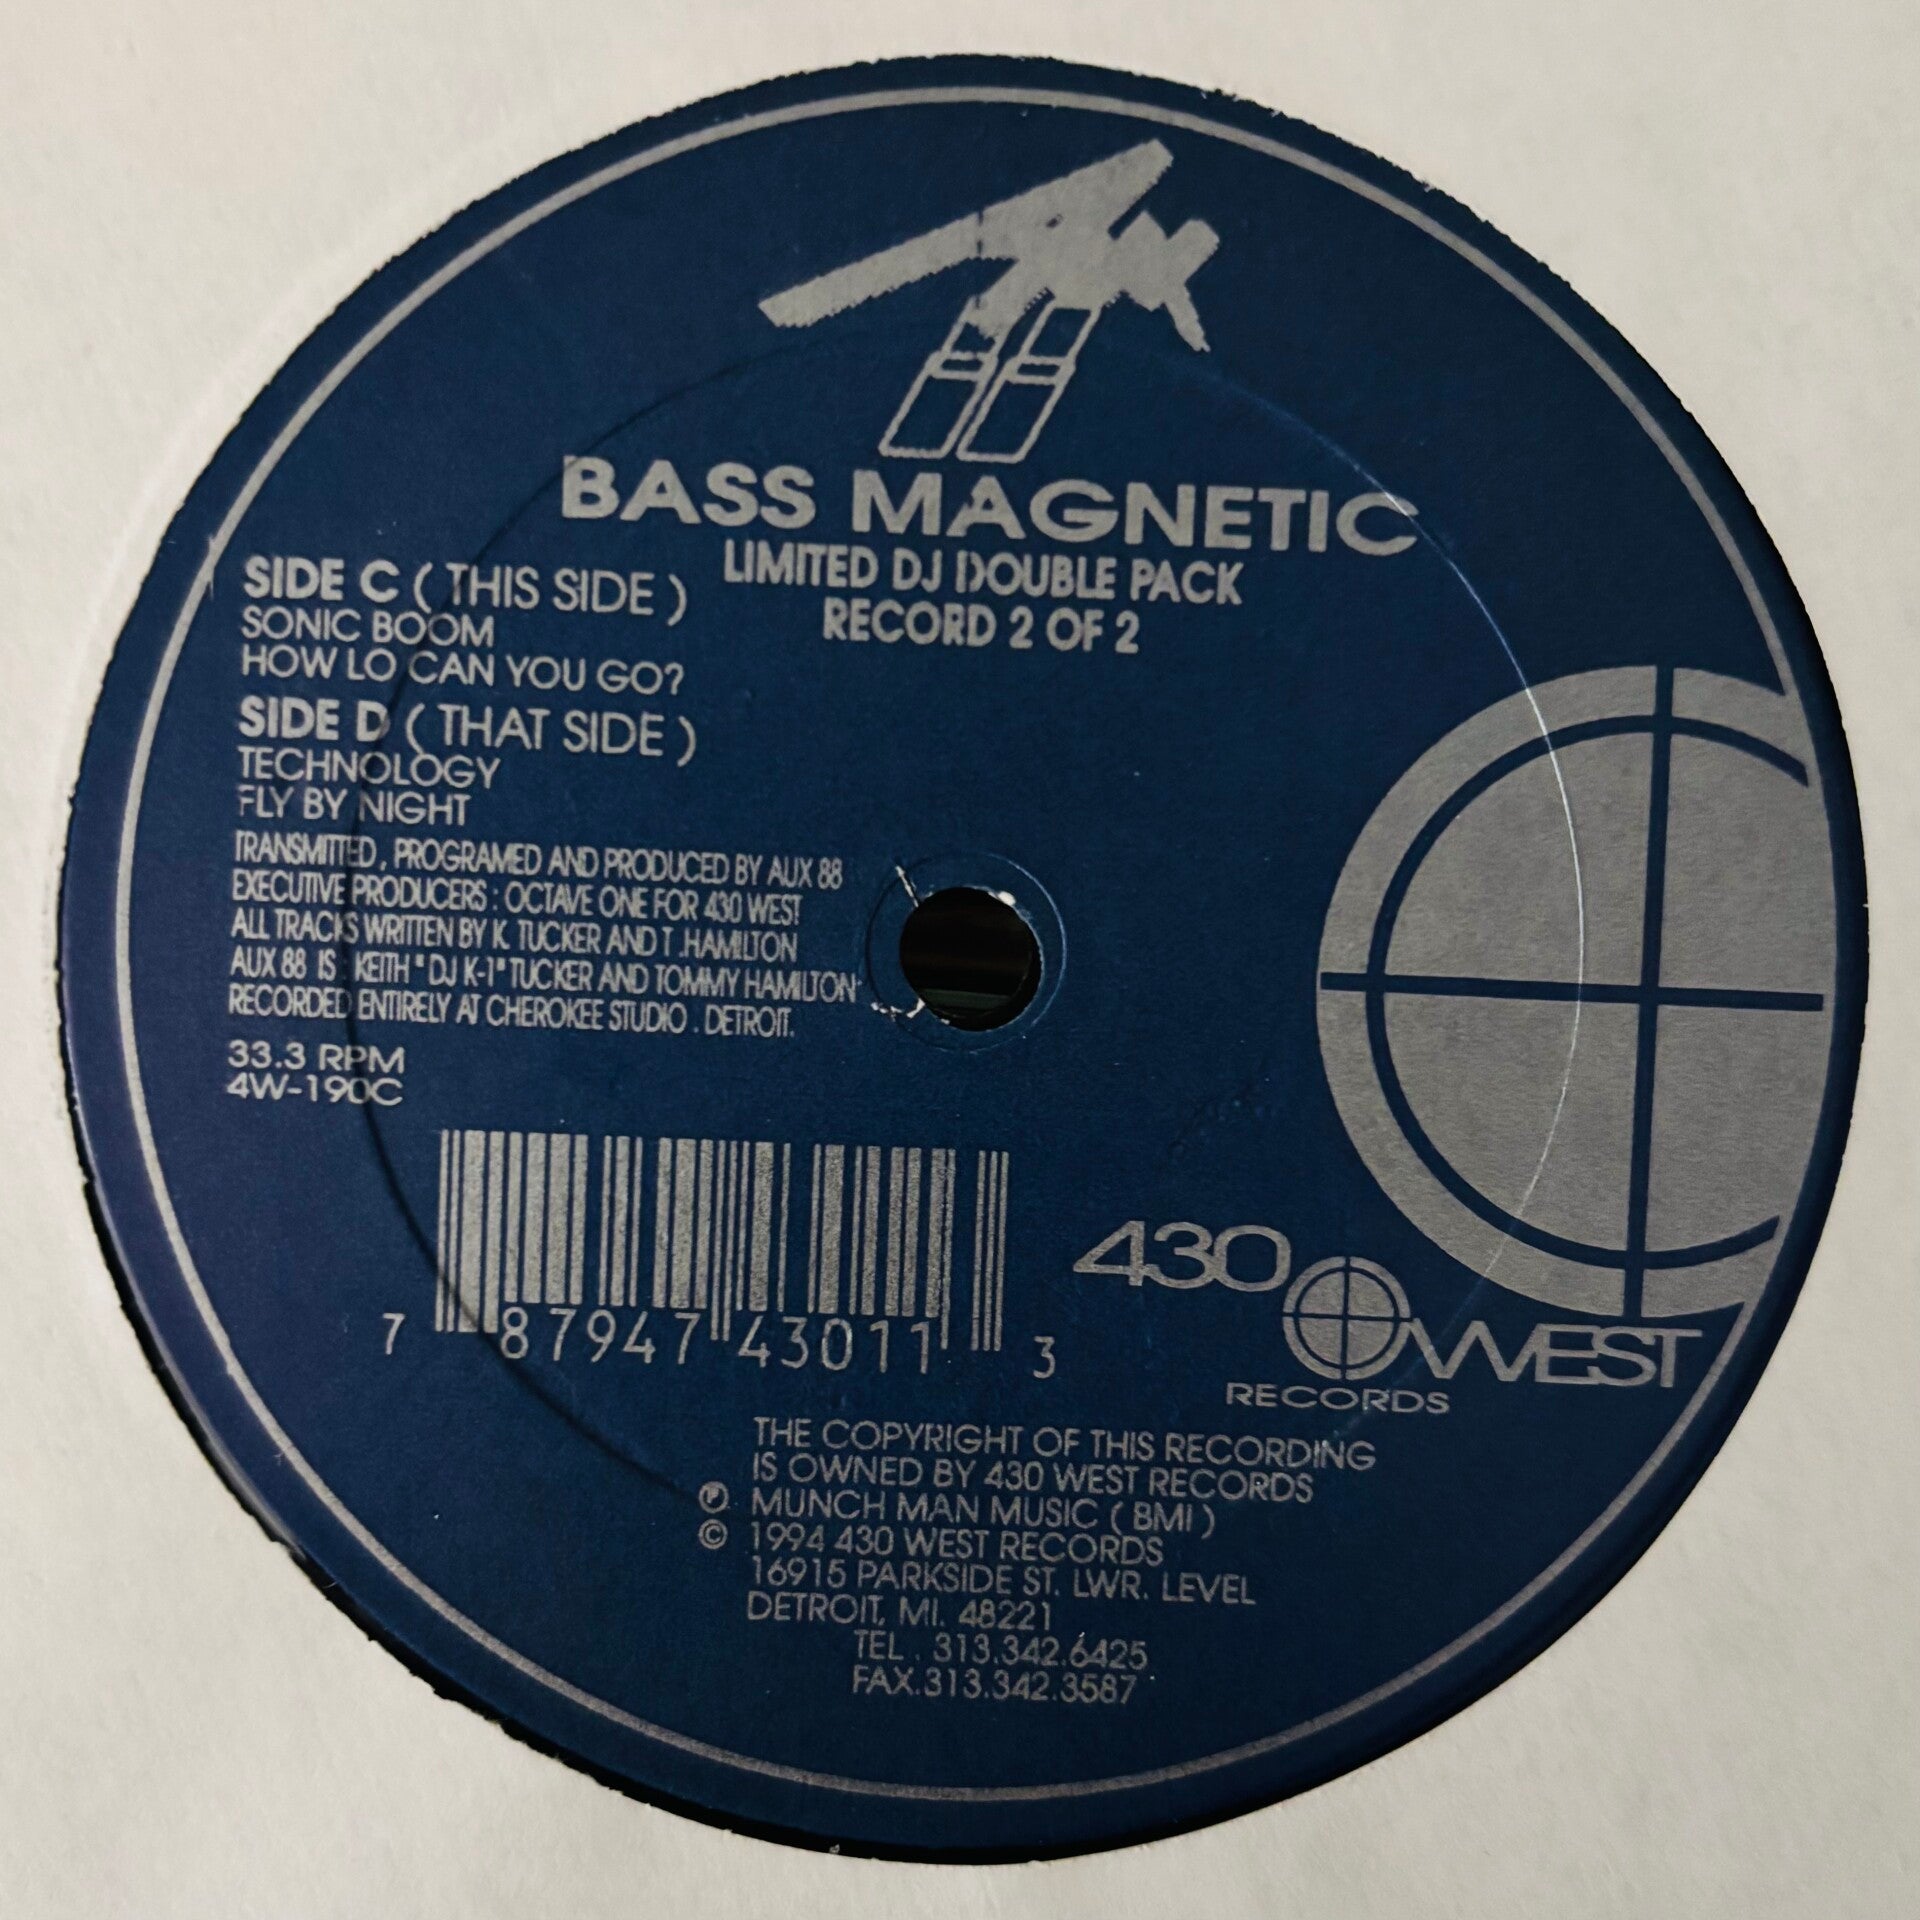 BASS MAGNETIC
LIMITED DJ DOUBLE PACK
RECORD 2 OF 2
SIDE C ( THIS SIDE )
SONIC BOOM
HOW LO CAN YOU GO?
SIDE D ( THAT SIDE )
TECHNOLOGY
FLY BY NIGHT
TRANSMITTED, PROGRAMED AND PRODUCED BY AUX 88
EXECUTIVE PRODUCERS : OCTAVE ONE FOR 430 WEST
ALL TRACKS WRITTEN BY K. TUCKER AND T .HAMILTON
AUX 88 IS : KEITH "DJ K-1" TUCKER AND TOMMY HAMILTON
RECORDED ENTIRELY AT CHEROKEE STUDIO . DETROIT.
33.3 RPM
4W-190C
7 87947 43011 3
430 WEST
RECORDS
THE COPYRIGHT OF THIS RECORDING
IS OWNED BY 430 WEST RECORDS
℗ MUNCH MAN MUSIC ( BMI )
© 1994 430 WEST RECORDS
16915 PARKSIDE ST. LWR. LEVEL
DETROIT, MI. 48221
TEL . 313.342.6425
FAX.313.342.3587